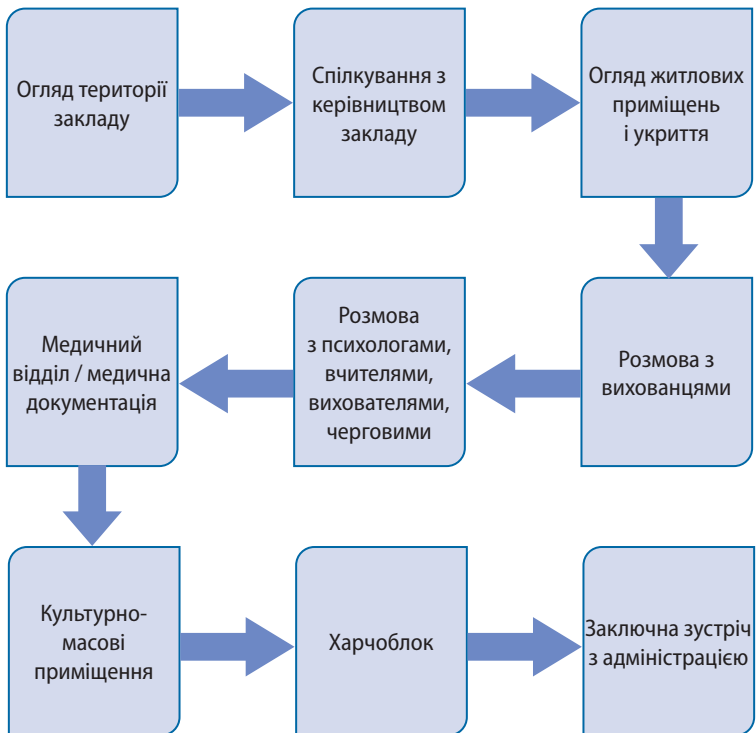 Огляд території
закладу
Спілкування з
керівництвом
закладу
Огляд житлових
приміщень
і укриття
Розмова з
вихованцями
Розмова
з психологами,
вчителями,
вихователями,
черговими
Медичний
відділ / медична
документація
Культурно-
масові
приміщення
Харчоблок
Заключна зустріч
з адміністрацією